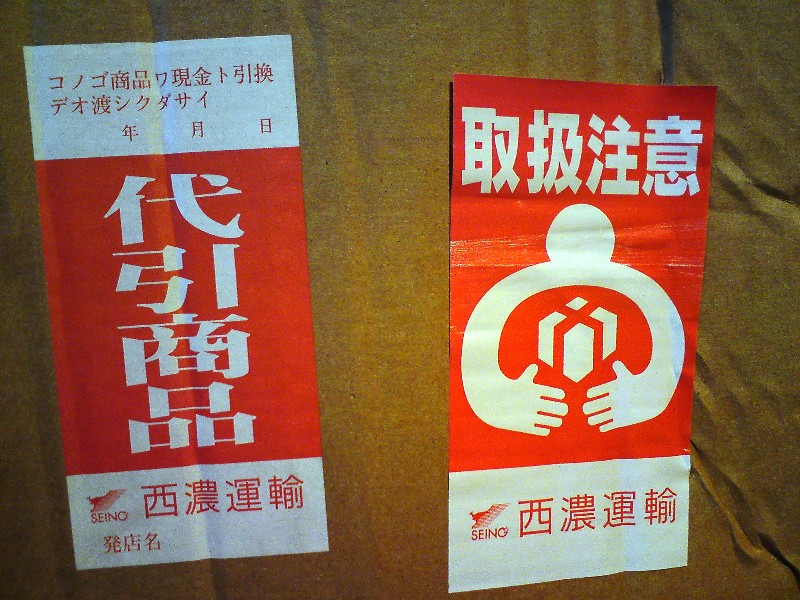 コノゴ商品ワ現金ト引換
デオ渡シクダサイ
年 月 日
代引商品
SEINO 西濃運輸
発店名
取扱注意
SEINO 西濃運輸